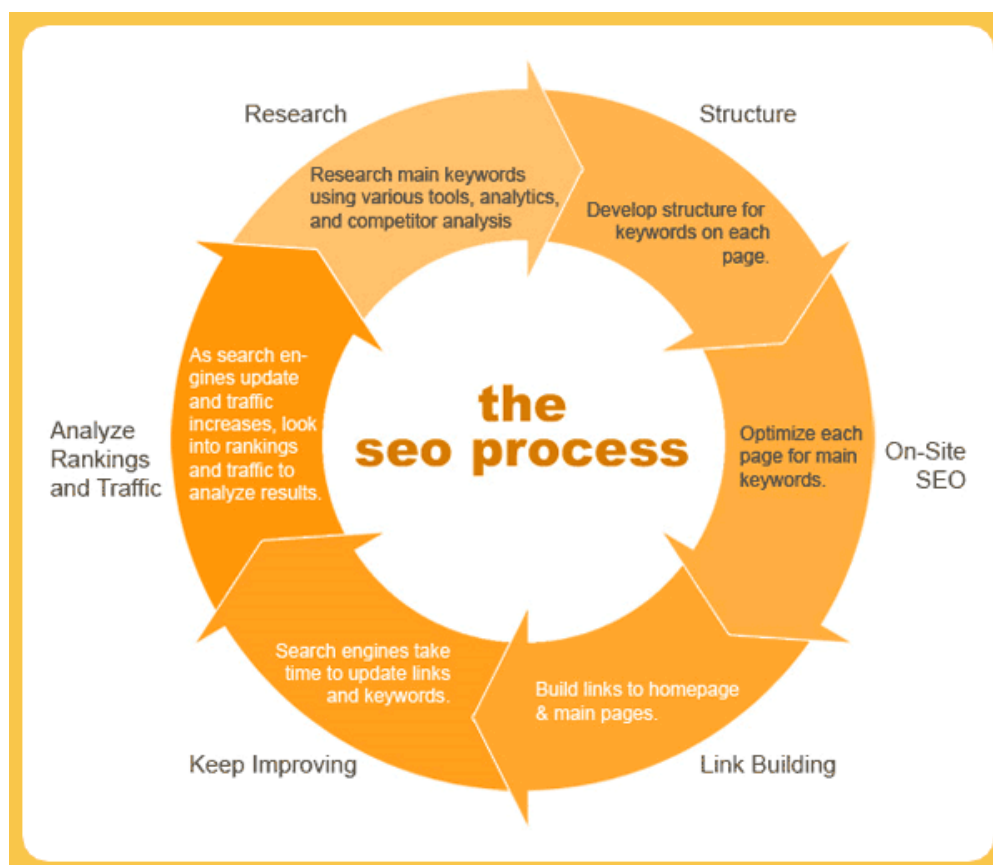 Research
Research main keywords
using various tools, analytics,
and competitor analysis
Structure
Develop structure for
keywords on each
page.
On-Site
SEO
Optimize each
page for main
keywords.
Link Building
Build links to homepage
& main pages.
Keep Improving
Search engines take
time to update links
and keywords.
Analyze
Rankings
and Traffic
As search en-
gines update
and traffic
increases, look
into rankings
and traffic to
analyze results.
the
seo process